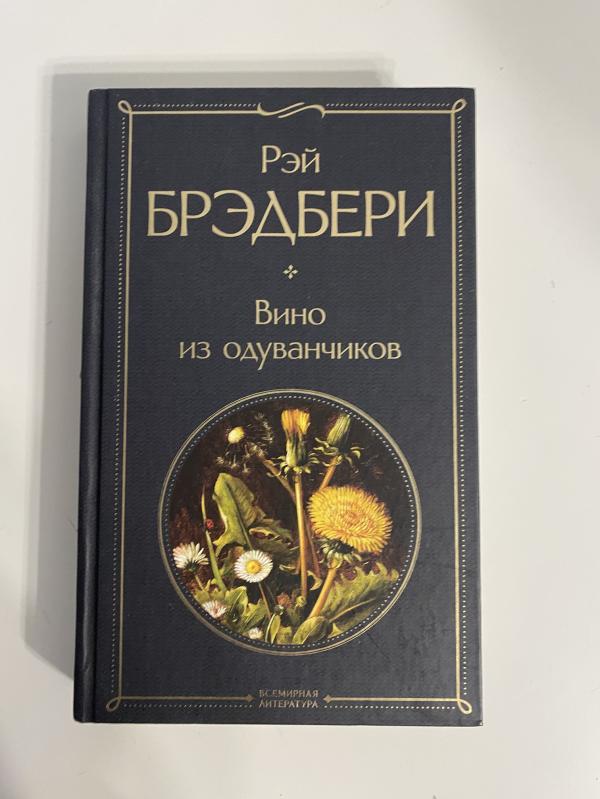 Рэй
БРЭДБЕРИ
Вино
из одуванчиков
ВСЕМИРНАЯ
ЛИТЕРАТУРА